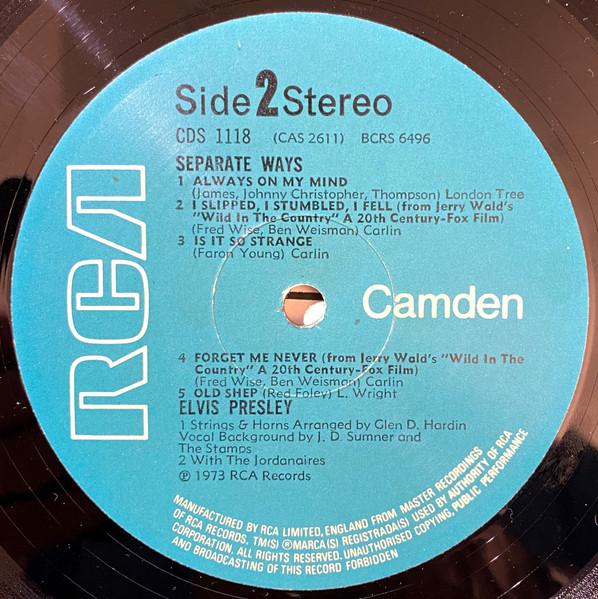 RCA
Side 2 Stereo
CDS 1118 (CAS 2611) BCRS 6496
SEPARATE WAYS
1 ALWAYS ON MY MIND
(James, Johnny Christopher, Thompson) London Tree
2 I SLIPPED, I STUMBLED, I FELL (from Jerry Wald's
"Wild In The Country" A 20th Century-Fox Film)
(Fred Wise, Ben Weisman) Carlin
3 IS IT SO STRANGE
(Faron Young) Carlin
Camden
4 FORGET ME NEVER (from Jerry Wald's "Wild In The
Country" A 20th Century-Fox Film)
(Fred Wise, Ben Weisman) Carlin
5 OLD SHEP (Red Foley) L. Wright
ELVIS PRESLEY
1 Strings & Horns Arranged by Glen D. Hardin
Vocal Background by J. D. Sumner and
The Stamps
2 With The Jordanaires
℗ 1973 RCA Records
MANUFACTURED BY RCA LIMITED, ENGLAND FROM MASTER RECORDINGS
OF RCA RECORDS, TM(S) ® MARCA(S) REGISTRADA(S) USED BY AUTHORITY OF RCA
CORPORATION. ALL RIGHTS RESERVED. UNAUTHORISED COPYING, PUBLIC PERFORMANCE
AND BROADCASTING OF THIS RECORD FORBIDDEN